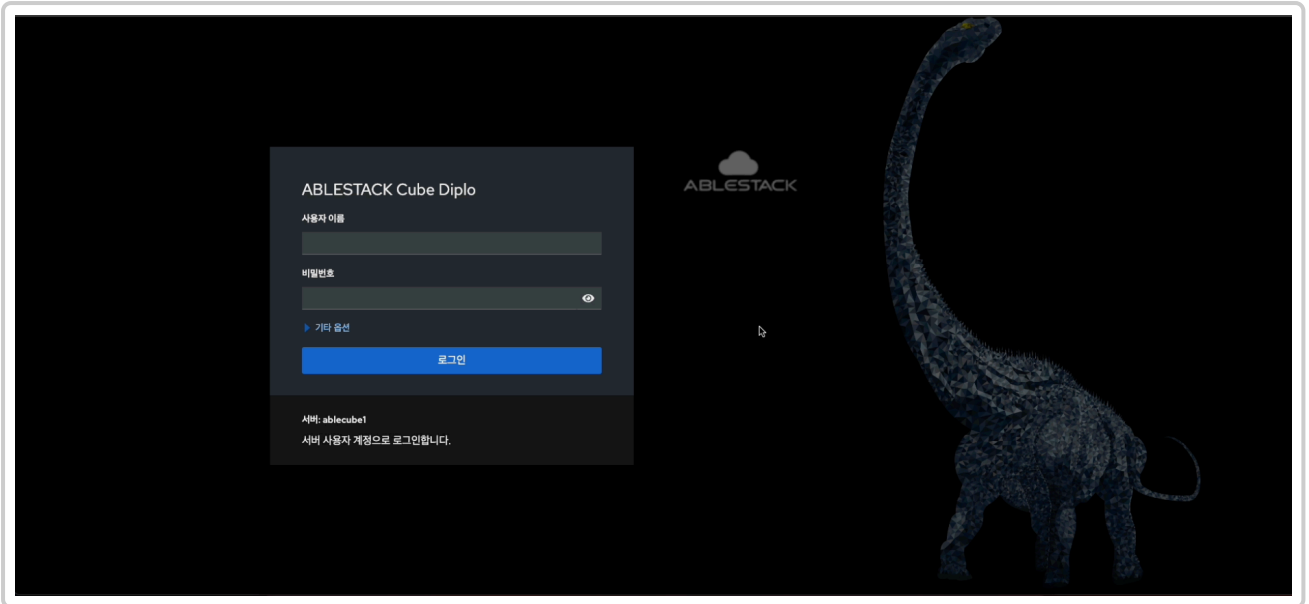 ABLESTACK Cube Diplo
사용자 이름
비밀번호
기타 옵션
로그인
서버: ablecube1
서버 사용자 계정으로 로그인합니다.
ABLESTACK